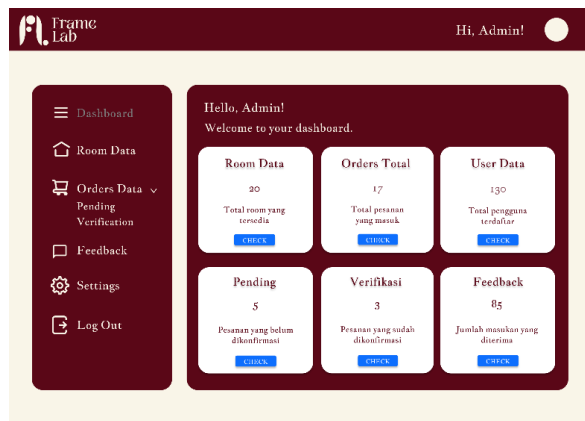 Frame
Lab
Hi, Admin!
Dashboard
Room Data
Orders Data
Pending
Verification
Feedback
Settings
Log Out
Hello, Admin!
Welcome to your dashboard.
Room Data
20
Total room yang
tersedia
CHECK
Orders Total
17
Total pesanan
yang masuk
CHECK
User Data
130
Total pengguna
terdaftar
CHECK
Pending
5
Pesanan yang belum
dikonfirmasi
CHECK
Verifikasi
3
Pesanan yang sudah
dikonfirmasi
CHECK
Feedback
85
Jumlah masukan yang
diterima
CHECK